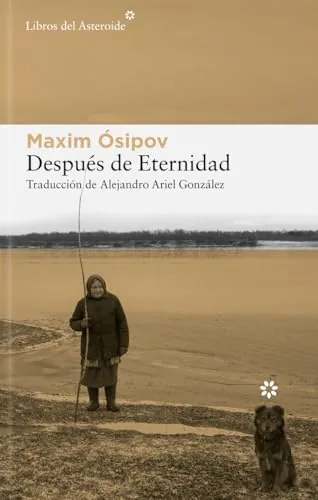 Libros del Asteroide
Maxim Ósipov
Después de Eternidad
Traducción de Alejandro Ariel González